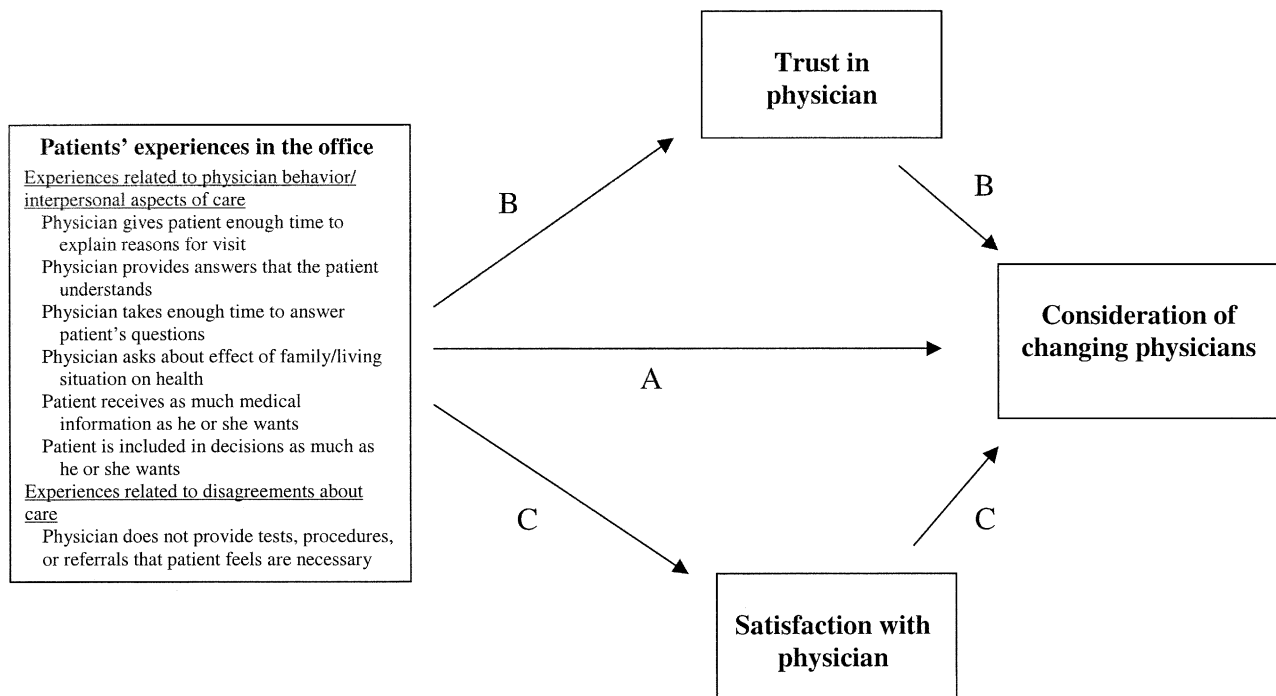 Patients' experiences in the office
Experiences related to physician behavior/
interpersonal aspects of care
Physician gives patient enough time to
explain reasons for visit
Physician provides answers that the patient
understands
Physician takes enough time to answer
patient's questions
Physician asks about effect of family/living
situation on health
Patient receives as much medical
information as he or she wants
Patient is included in decisions as much as
he or she wants
Experiences related to disagreements about
care
Physician does not provide tests, procedures,
or referrals that patient feels are necessary
B
A
C
Trust in
physician
B
Consideration of
changing physicians
C
Satisfaction with
physician